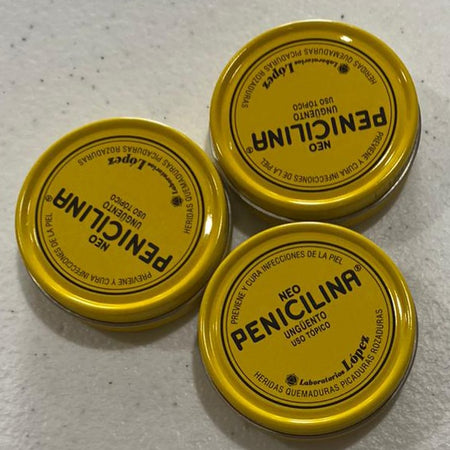 PREVIENE Y CURA INFECCIONES DE LA PIEL
NEO
PENICILINA®
UNGÜENTO
USO TÓPICO
Laboratorios López
HERIDAS QUEMADURAS PICADURAS ROZADURAS
PREVIENE Y CURA INFECCIONES DE LA PIEL
NEO
PENICILINA®
UNGÜENTO
USO TÓPICO
Laboratorios López
HERIDAS QUEMADURAS PICADURAS ROZADURAS
PREVIENE Y CURA INFECCIONES DE LA PIEL
NEO
PENICILINA®
UNGÜENTO
USO TÓPICO
Laboratorios López
HERIDAS QUEMADURAS PICADURAS ROZADURAS